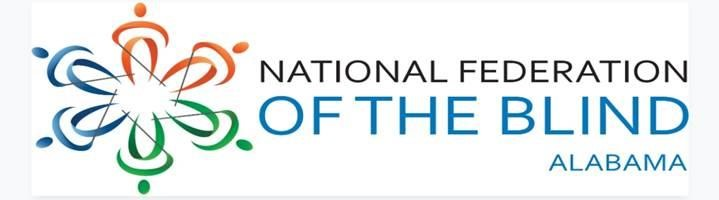 NATIONAL FEDERATION
OF THE BLIND
ALABAMA